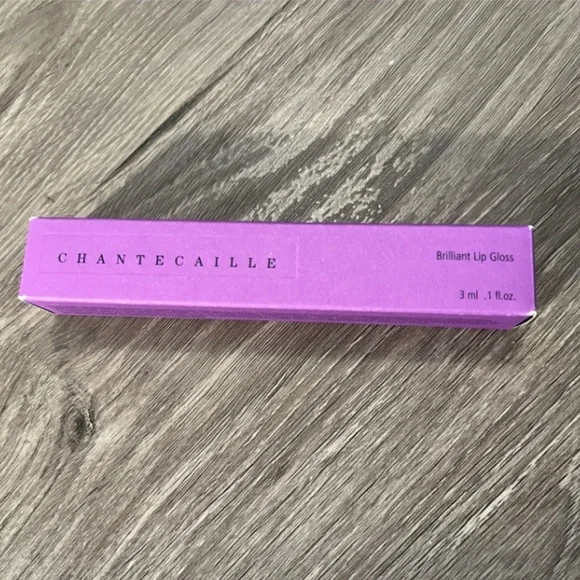 CHANTECAILLE
Brilliant Lip Gloss
3 ml .1 fl.oz.